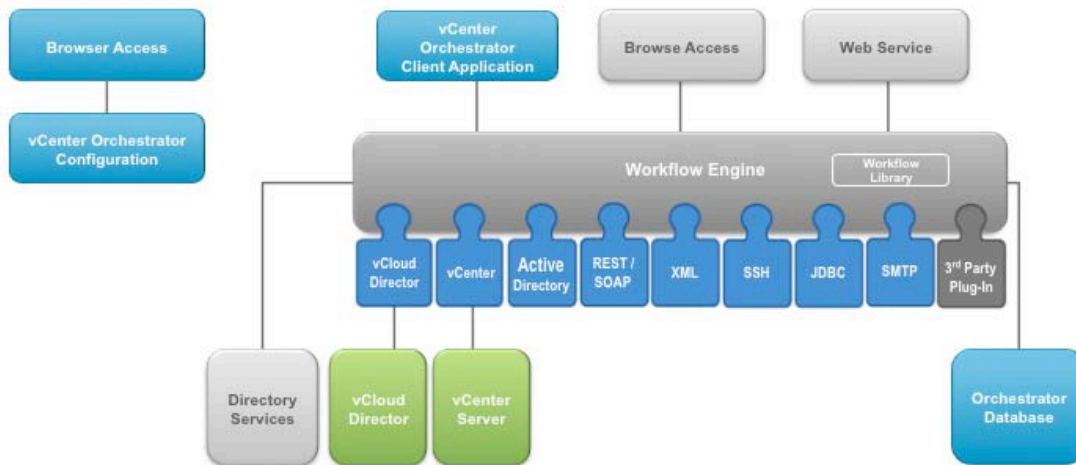 Browser Access
vCenter Orchestrator
Configuration
vCenter
Orchestrator
Client Application
Browse Access
Web Service
Workflow Engine
Workflow
Library
vCloud
Director
vCenter
Active
Directory
REST /
SOAP
XML
SSH
JDBC
SMTP
3rd Party
Plug-In
Directory
Services
vCloud
Director
vCenter
Server
Orchestrator
Database